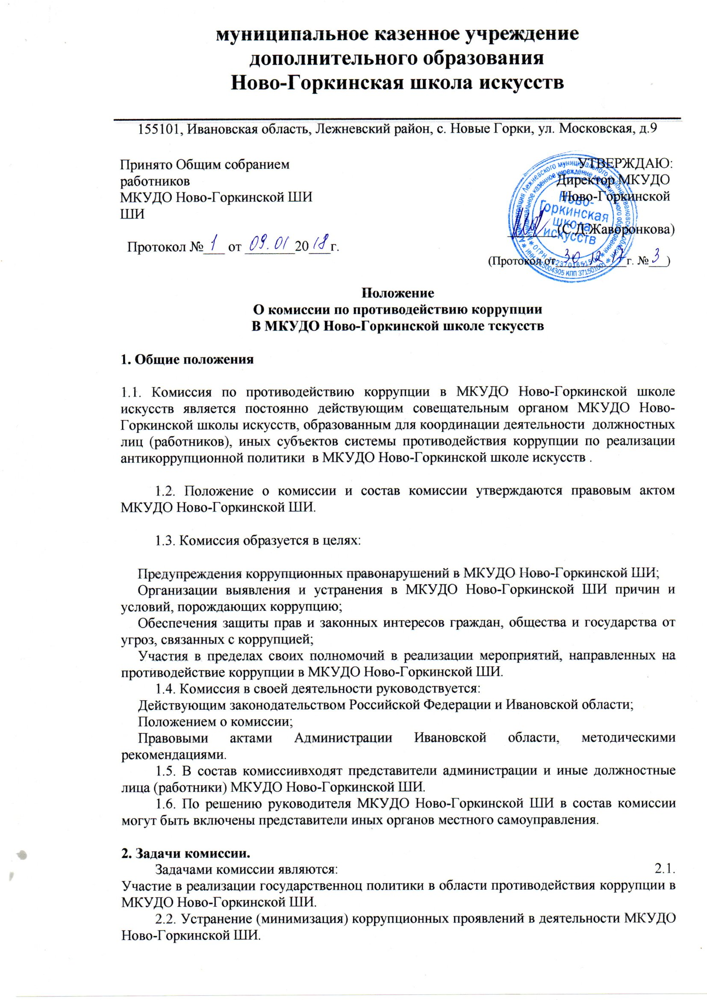 муниципальное казенное учреждение
дополнительного образования
Ново-Горкинская школа искусств
155101, Ивановская область, Лежневский район, с. Новые Горки, ул. Московская, д.9
Принято Общим собранием
работников
МКУДО Ново-Горкинской ШИ
ШИ
Протокол №1 от 09.01 2018г.
УТВЕРЖДАЮ:
Директор МКУДО
Ново-Горкинской
(С.Д.Жаворонкова)
(Протокол от 30 12 17г. №3)
Ново-
Горкинская
школа
искусств
Положение
О комиссии по противодействию коррупции
В МКУДО Ново-Горкинской школе тскусств
1. Общие положения
1.1. Комиссия по противодействию коррупции в МКУДО Ново-Горкинской школе
искусств является постоянно действующим совещательным органом МКУДО Ново-
Горкинской школы искусств, образованным для координации деятельности должностных
лиц (работников), иных субъектов системы противодействия коррупции по реализации
антикоррупционной политики в МКУДО Ново-Горкинской школе искусств .
1.2. Положение о комиссии и состав комиссии утверждаются правовым актом
МКУДО Ново-Горкинской ШИ.
1.3. Комиссия образуется в целях:
Предупреждения коррупционных правонарушений в МКУДО Ново-Горкинской ШИ;
Организации выявления и устранения в МКУДО Ново-Горкинской ШИ причин и
условий, порождающих коррупцию;
Обеспечения защиты прав и законных интересов граждан, общества и государства от
угроз, связанных с коррупцией;
Участия в пределах своих полномочий в реализации мероприятий, направленных на
противодействие коррупции в МКУДО Ново-Горкинской ШИ.
1.4. Комиссия в своей деятельности руководствуется:
Действующим законодательством Российской Федерации и Ивановской области;
Положением о комиссии;
Правовыми актами Администрации Ивановской области, методическими
рекомендациями.
1.5. В состав комиссиивходят представители администрации и иные должностные
лица (работники) МКУДО Ново-Горкинской ШИ.
1.6. По решению руководителя МКУДО Ново-Горкинской ШИ в состав комиссии
могут быть включены представители иных органов местного самоуправления.
2. Задачи комиссии.
Задачами комиссии являются: 2.1.
Участие в реализации государственноц политики в области противодействия коррупции в
МКУДО Ново-Горкинской ШИ.
2.2. Устранение (минимизация) коррупционных проявлений в деятельности МКУДО
Ново-Горкинской ШИ.